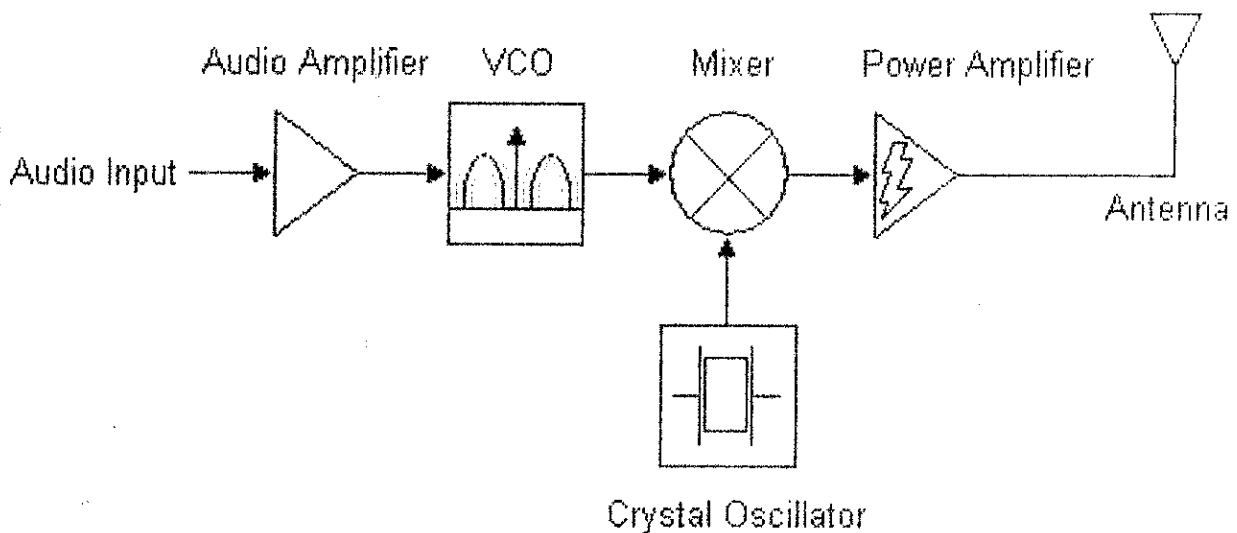 Audio Amplifier VCO Mixer Power Amplifier
Audio Input
Antenna
Crystal Oscillator